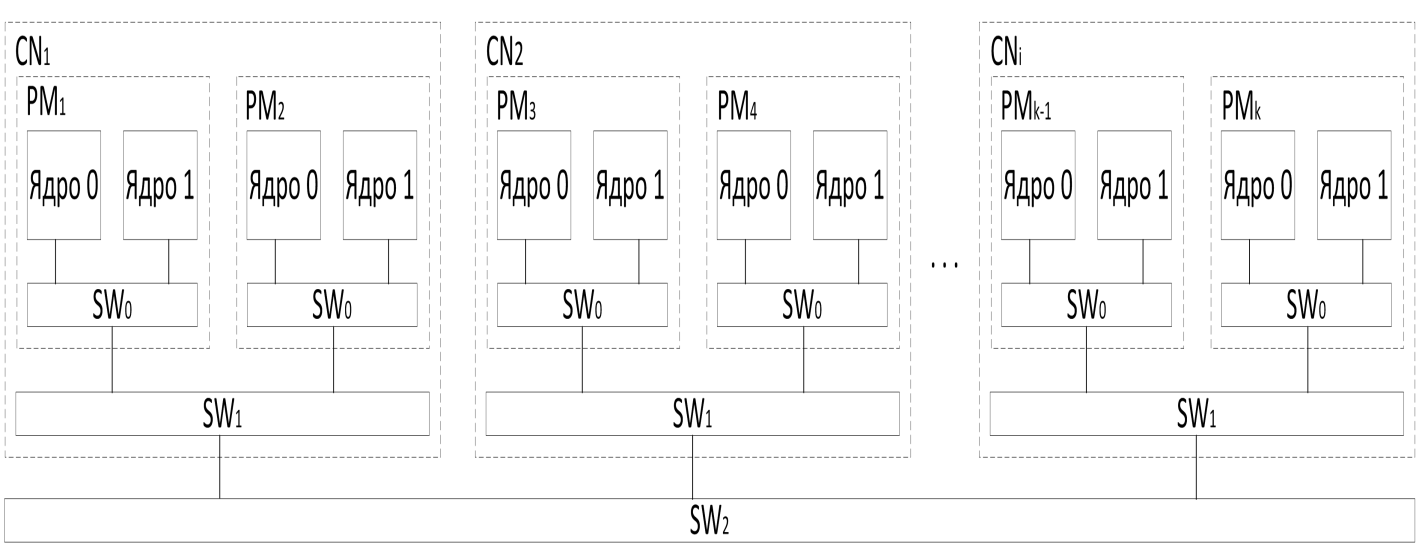 CN1 CN2 CNi
PM1 PM2 PM3 PM4 PMk-1 PMk
Ядро 0 Ядро 1 Ядро 0 Ядро 1 Ядро 0 Ядро 1 Ядро 0 Ядро 1 Ядро 0 Ядро 1 Ядро 0 Ядро 1
...
SW0 SW0 SW0 SW0 SW0 SW0
SW1 SW1 SW1
SW2